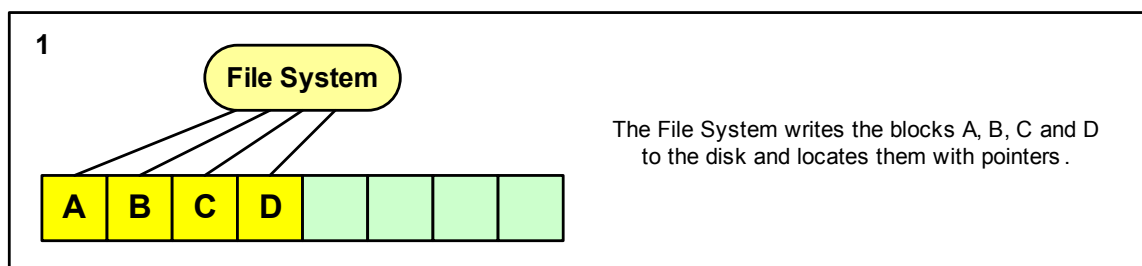 1
File System
The File System writes the blocks A, B, C and D
to the disk and locates them with pointers .
A B C D